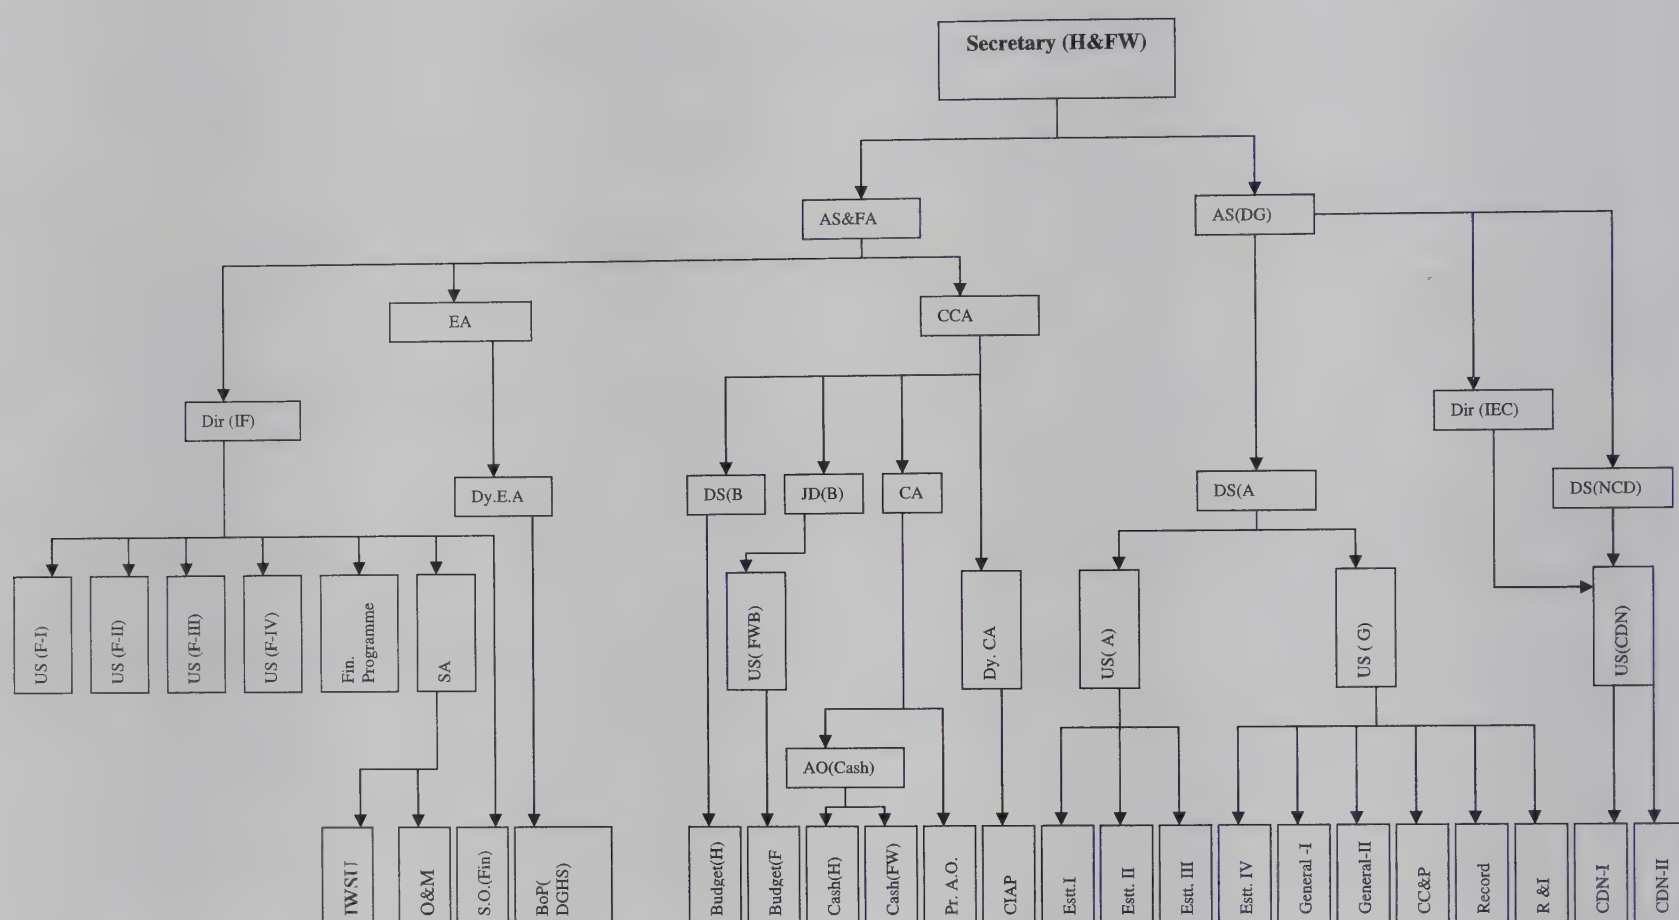 Secretary (H&FW)
AS&FA
AS(DG)
EA
CCA
Dir (IF)
Dir (IEC)
Dy.E.A
DS(B
JD(B)
CA
DS(A
DS(NCD)
US (F-I)
US (F-II)
US (F-III)
US (F-IV)
Fin.
Programme
SA
US( FWB)
Dy. CA
US( A)
US ( G)
US(CDN)
AO(Cash)
IWSU
O&M
S.O.(Fin)
BoP(
DGHS)
Budget(H)
Budget(F
Cash(H)
Cash(FW)
Pr. A.O.
CIAP
Estt.I
Estt. II
Estt. III
Estt. IV
General -I
General-II
CC&P
Record
R &I
CDN-I
CDN-II